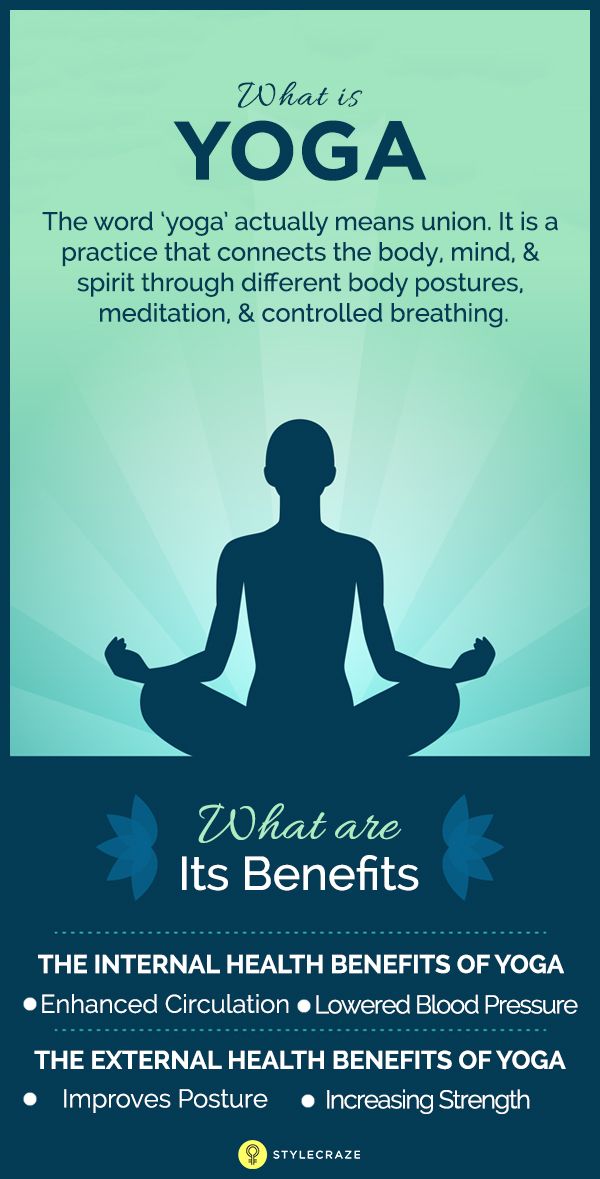 What is
YOGA
The word ‘yoga’ actually means union. It is a
practice that connects the body, mind, &
spirit through different body postures,
meditation, & controlled breathing.
What are
Its Benefits
THE INTERNAL HEALTH BENEFITS OF YOGA
● Enhanced Circulation ● Lowered Blood Pressure
THE EXTERNAL HEALTH BENEFITS OF YOGA
● Improves Posture ● Increasing Strength
STYLECRAZE